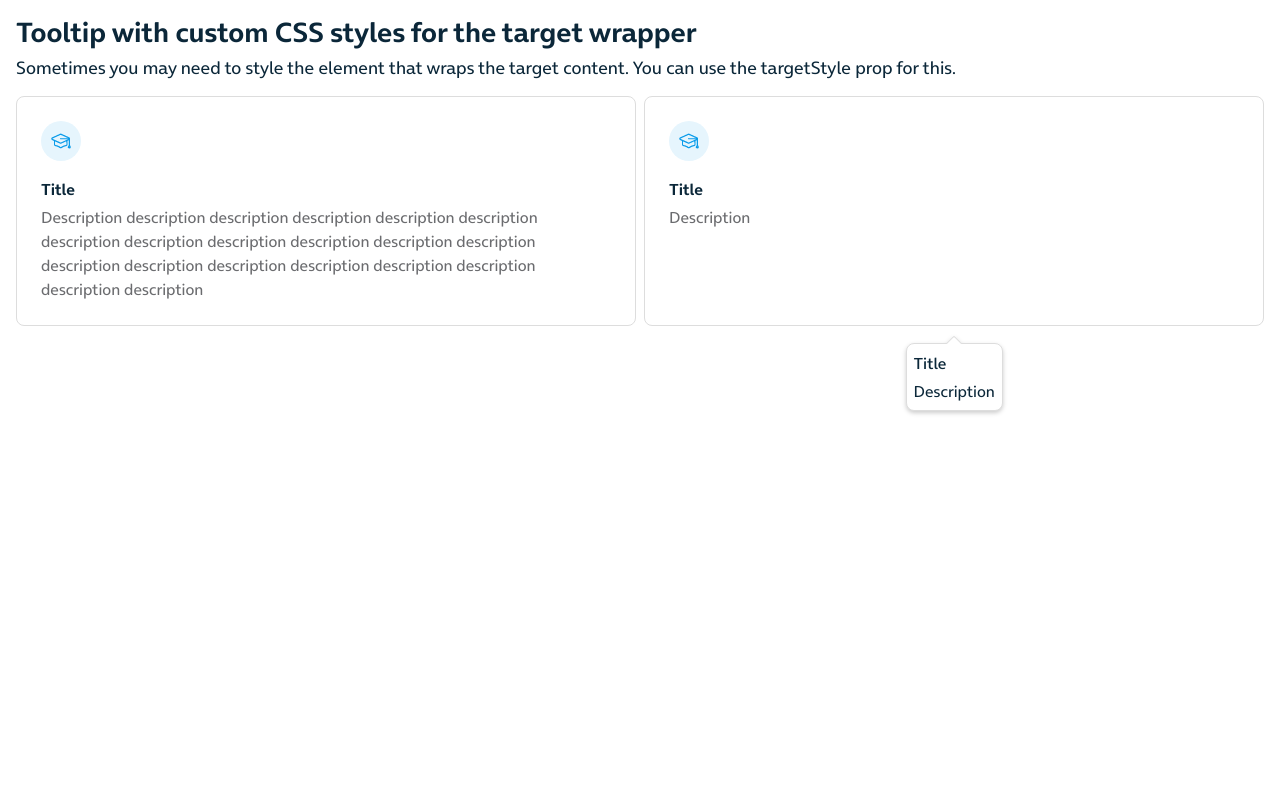 Tooltip with custom CSS styles for the target wrapper
Sometimes you may need to style the element that wraps the target content. You can use the targetStyle prop for this.
Title
Description description description description description description
description description description description description description
description description description description description description
description description
Title
Description
Title
Description